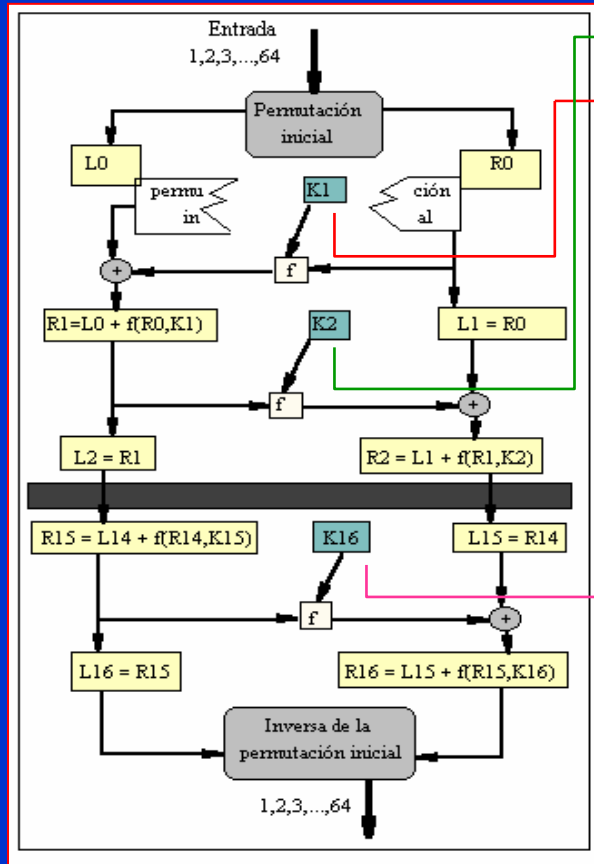 Entrada
1,2,3,...,64
Permutación
inicial
L0
R0
permu
in
K1
ción
al
+
f
R1=L0 + f(R0,K1)
K2
L1 = R0
f
+
L2 = R1
R2 = L1 + f(R1,K2)
R15 = L14 + f(R14,K15)
K16
L15 = R14
f
+
L16 = R15
R16 = L15 + f(R15,K16)
Inversa de la
permutación inicial
1,2,3,...,64